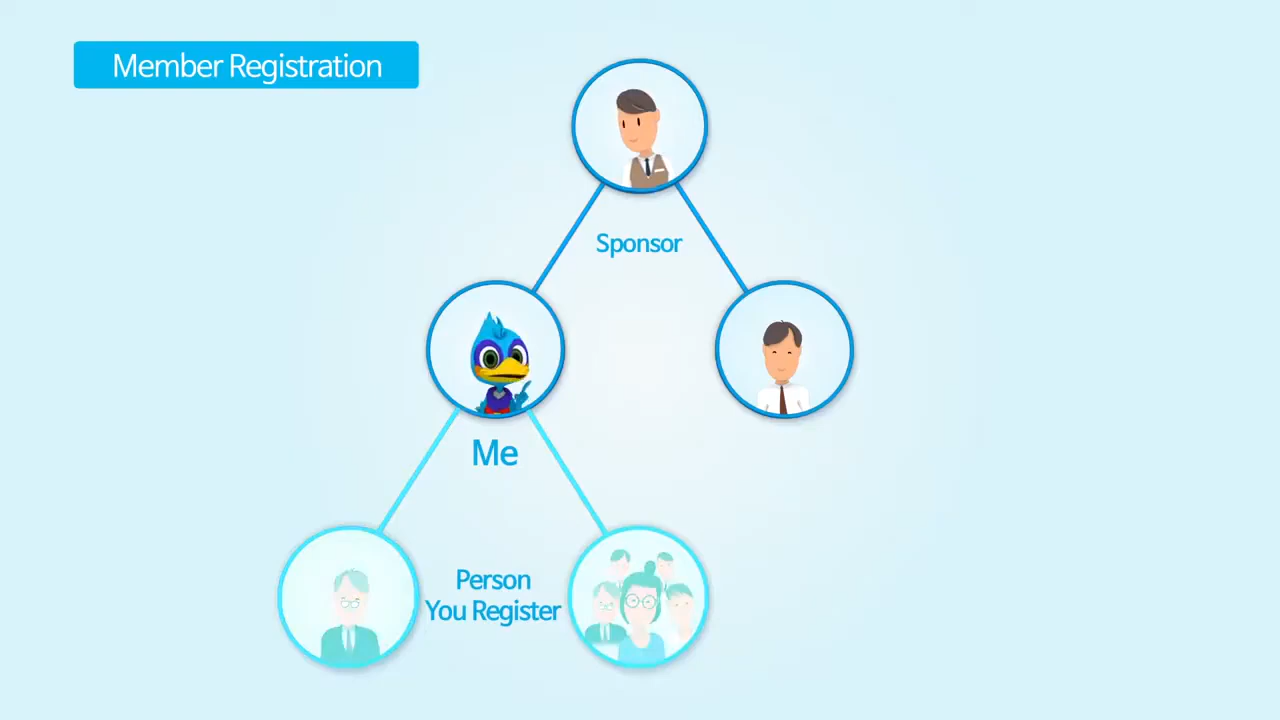 Member Registration
Sponsor
Me
Person
You Register